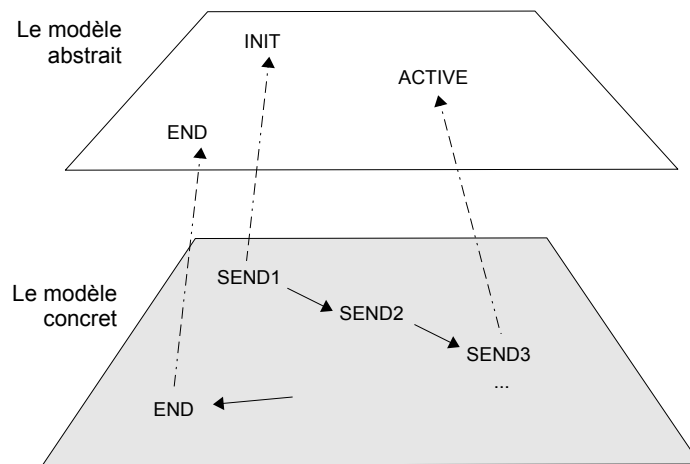 Le modèle
abstrait
INIT
ACTIVE
END
Le modèle
concret
SEND1
SEND2
SEND3
...
END